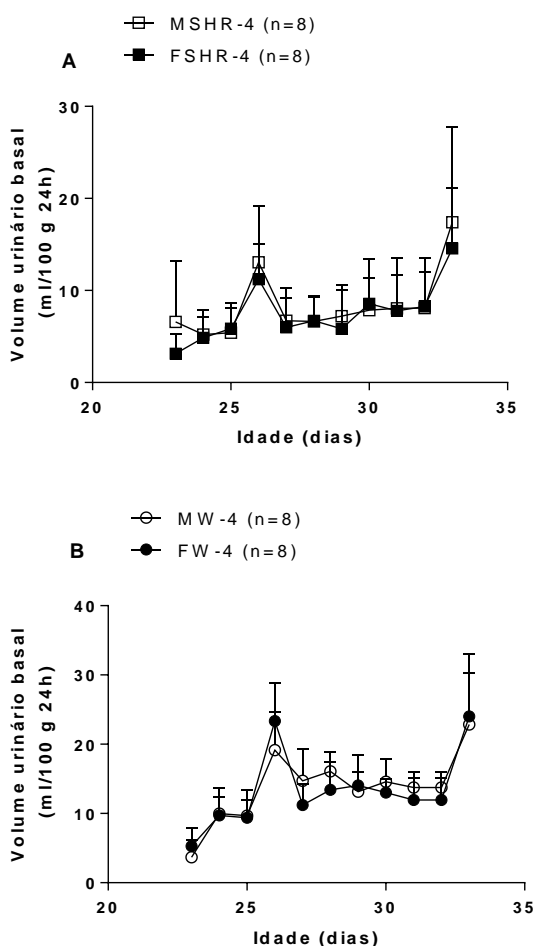 MSHR-4 (n=8)
A
FSHR-4 (n=8)
30
20
10
0
Volume urinário basal
(ml/100 g 24h)
20
25
30
35
Idade (dias)
MW-4 (n=8)
B
FW-4 (n=8)
40
30
20
10
0
Volume urinário basal
(ml/100 g 24h)
20
25
30
35
Idade (dias)